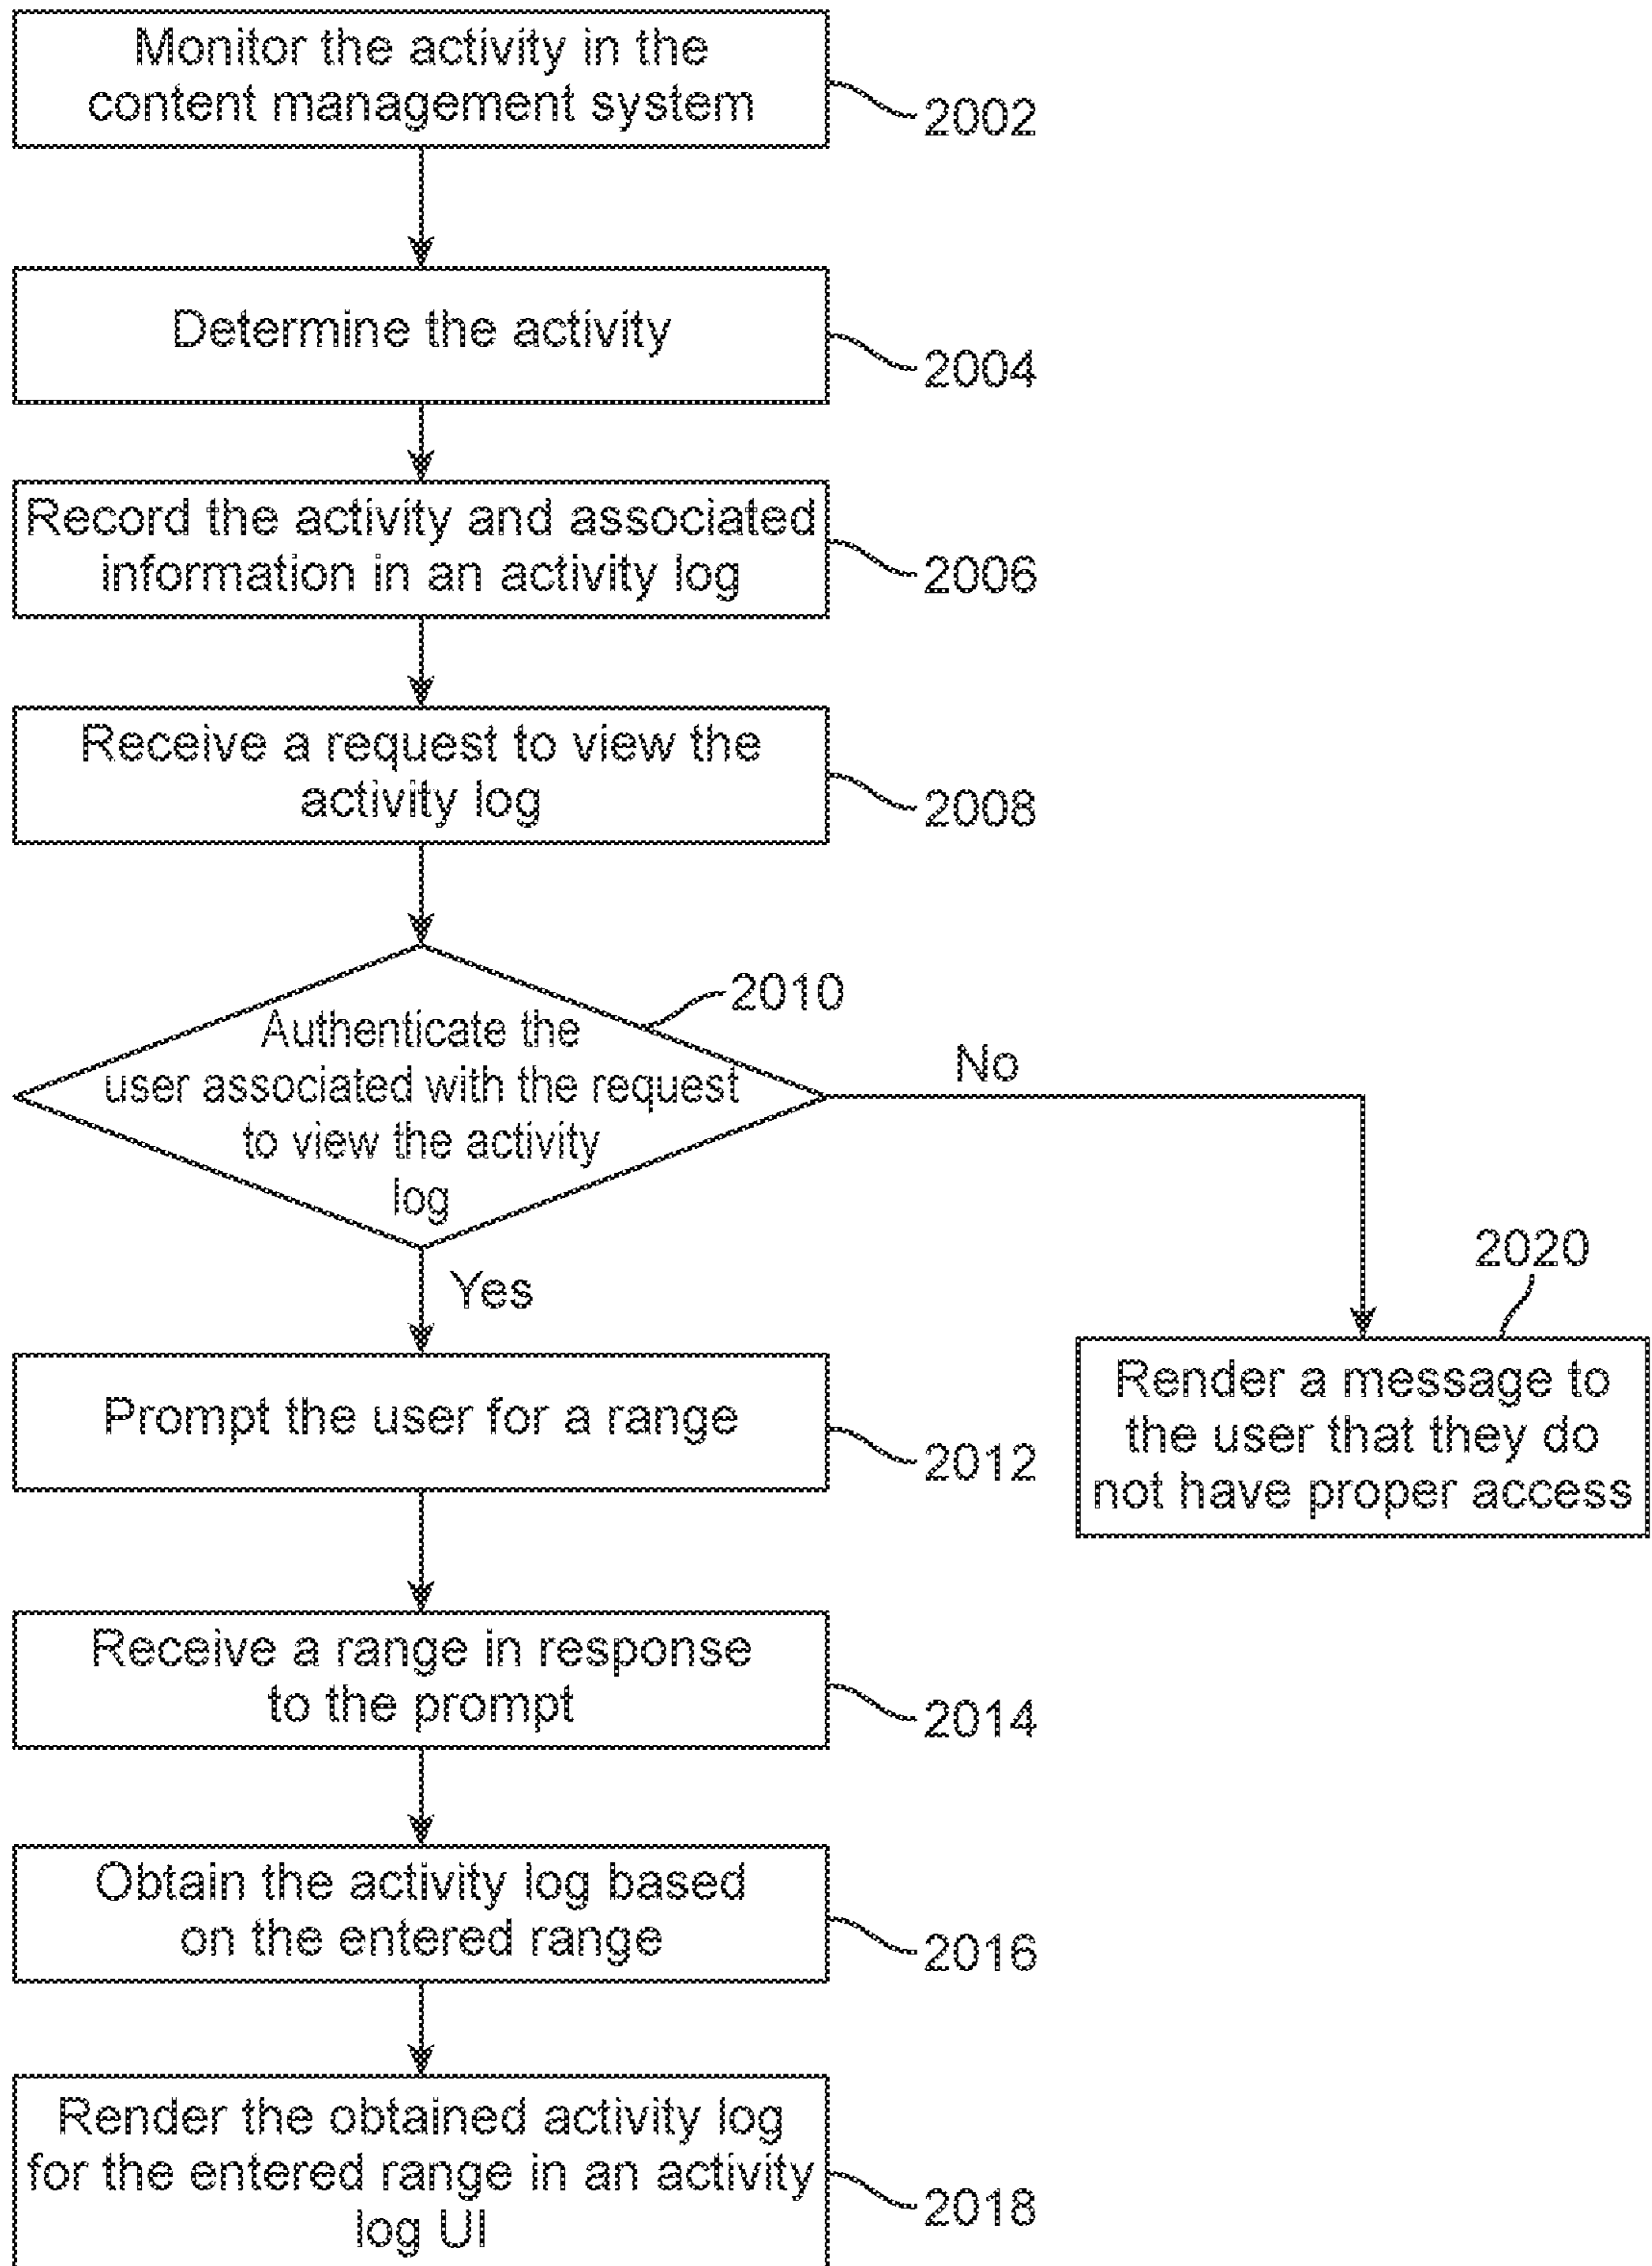 Monitor the activity in the
content management system
2002
Determine the activity
2004
Record the activity and associated
information in an activity log
2006
Receive a request to view the
activity log
2008
2010
Authenticate the
user associated with the request
to view the activity
log
No
Yes
2020
Render a message to
the user that they do
not have proper access
Prompt the user for a range
2012
Receive a range in response
to the prompt
2014
Obtain the activity log based
on the entered range
2016
Render the obtained activity log
for the entered range in an activity
log UI
2018